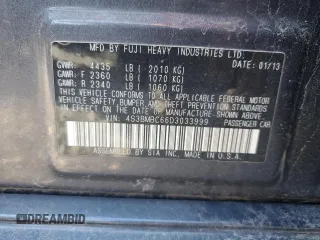 MFD BY FUJI HEAVY INDUSTRIES LTD. DATE: 01/13
GVWR: 4435 LB ( 2010 KG)
GAWR: F 2360 LB ( 1070 KG)
GAWR: R 2340 LB ( 1060 KG)
THIS VEHICLE CONFORMS TO ALL APPLICABLE FEDERAL MOTOR
VEHICLE SAFETY, BUMPER, AND THEFT PREVENTION STANDARDS
IN EFFECT ON THE DATE OF MANUFACTURE SHOWN ABOVE.
VIN: 4S3BMBC66D3033999 PASSENGER CAR
ASSEMBLED BY SIA INC. MADE IN U.S.A.
DREAMBID